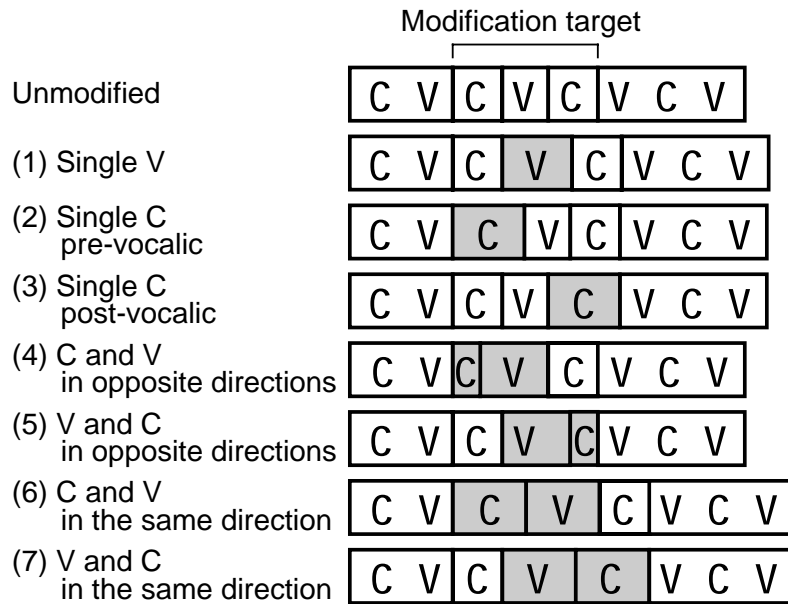 Modification target
Unmodified C V C V C V C V
(1) Single V C V C V C V C V
(2) Single C
pre-vocalic C V C V C V C V
(3) Single C
post-vocalic C V C V C V C V
(4) C and V
in opposite directions C V C V C V C V
(5) V and C
in opposite directions C V C V C V C V
(6) C and V
in the same direction C V C V C V C V
(7) V and C
in the same direction C V C V C V C V